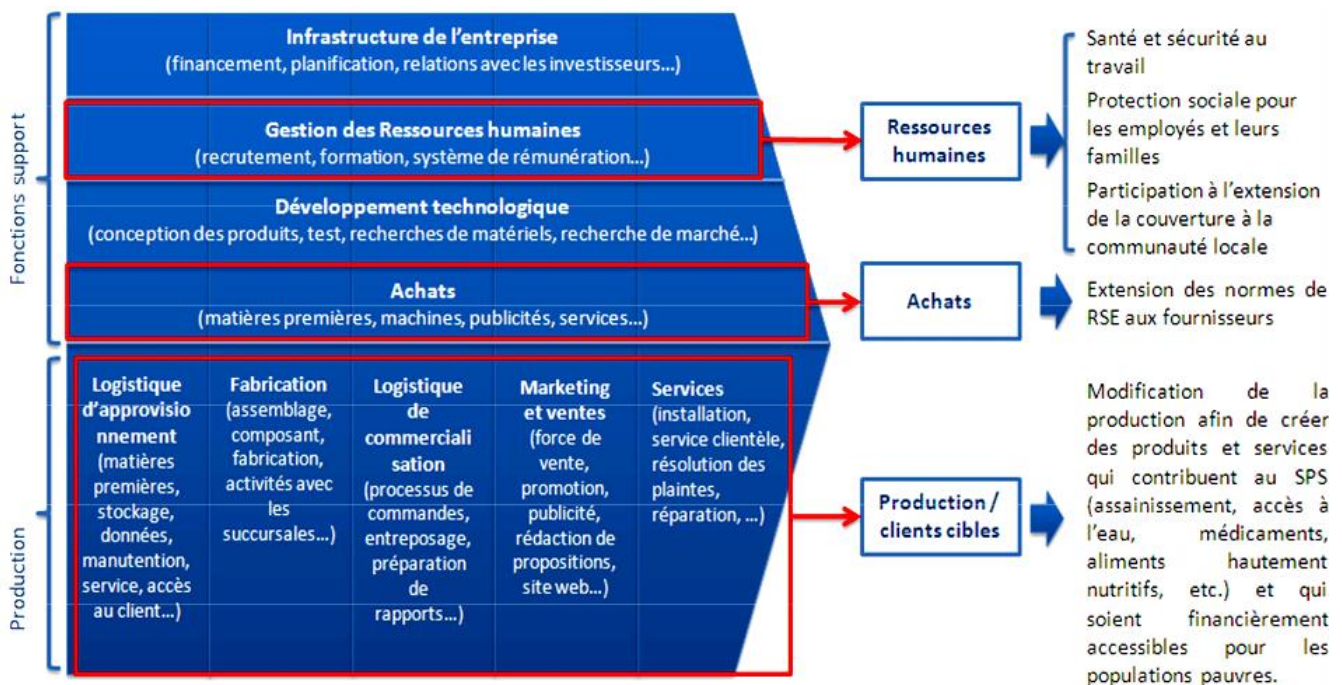 Fonctions support
Infrastructure de l'entreprise
(financement, planification, relations avec les investisseurs...)
Gestion des Ressources humaines
(recrutement, formation, système de rémunération...)
Développement technologique
(conception des produits, test, recherches de matériels, recherche de marché...)
Achats
(matières premières, machines, publicités, services...)
Ressources
humaines
Santé et sécurité au
travail
Protection sociale pour
les employés et leurs
familles
Participation à l'extension
de la couverture à la
communauté locale
Achats
Extension des normes de
RSE aux fournisseurs
Production
Logistique
d'approvisio
nnement
(matières
premières,
stockage,
données,
manutention,
service, accès
au client...)
Fabrication
(assemblage,
composant,
fabrication,
activités avec
les
succursales...)
Logistique
de
commerciali
sation
(processus de
commandes,
entreposage,
préparation
de
rapports...)
Marketing
et ventes
(force de
vente,
promotion,
publicité,
rédaction de
propositions,
site web...)
Services
(installation,
service clientèle,
résolution des
plaintes,
réparation, ...)
Production /
clients cibles
Modification de la
production afin de créer
des produits et services
qui contribuent au SPS
(assainissement, accès à
l'eau, médicaments,
aliments hautement
nutritifs, etc.) et qui
soient financièrement
accessibles pour les
populations pauvres.